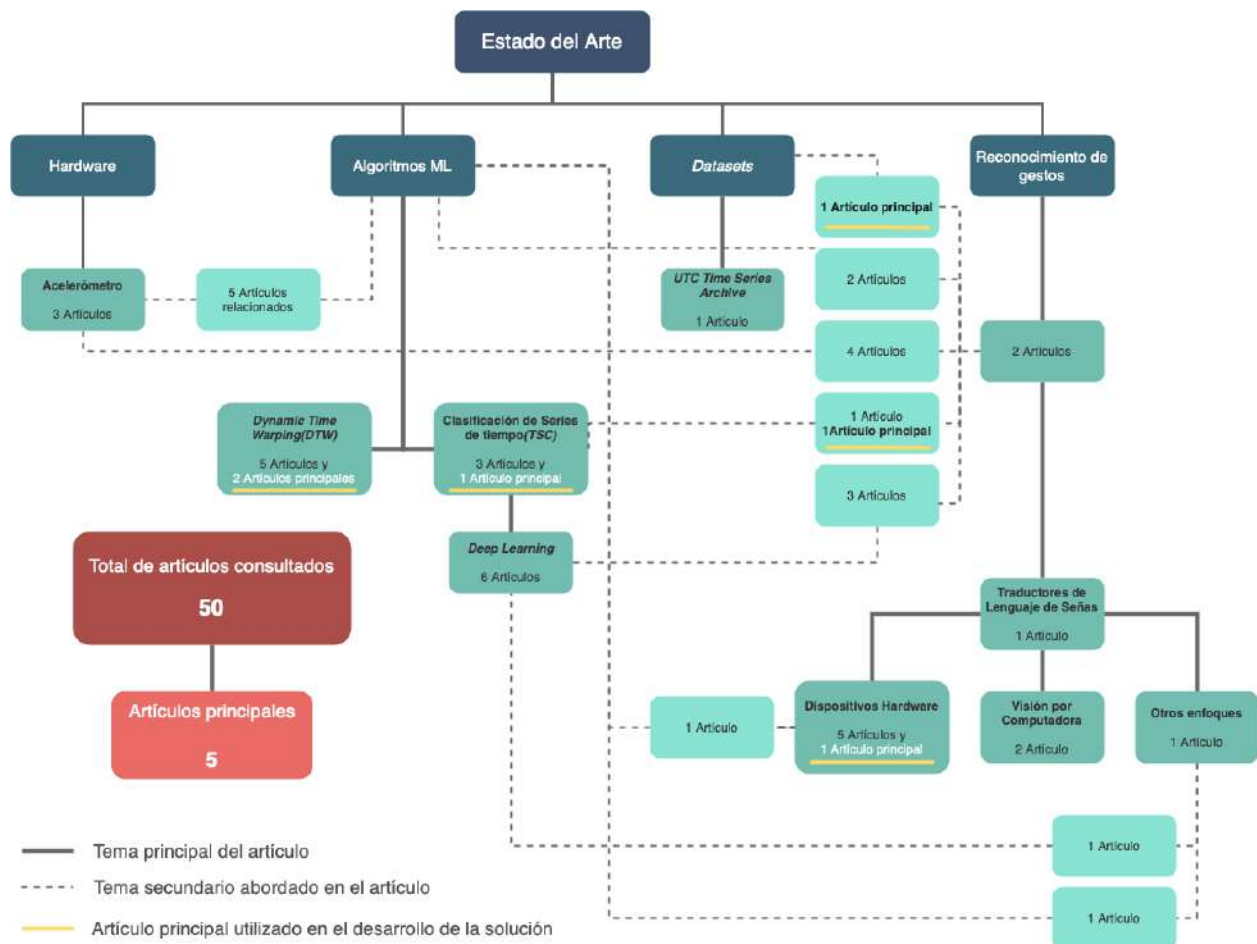 Estado del Arte
Hardware
Algoritmos ML
Datasets
Reconocimiento de
gestos
1 Artículo principal
Acelerómetro
3 Artículos
5 Artículos
relacionados
UTC Time Series
Archive
1 Artículo
2 Artículos
4 Artículos
2 Artículos
Dynamic Time
Warping(DTW)
5 Artículos y
2 Artículos principales
Clasificación de Series
de tiempo(TSC)
3 Artículos y
1 Artículo principal
1 Artículo
1Artículo principal
3 Artículos
Deep Learning
6 Artículos
Total de artículos consultados
50
Artículos principales
5
Traductores de
Lenguaje de Señas
1 Artículo
1 Artículo
Dispositivos Hardware
5 Artículos y
1 Artículo principal
Visión por
Computadora
2 Artículo
Otros enfoques
1 Artículo
1 Artículo
1 Artículo
Tema principal del artículo
Tema secundario abordado en el artículo
Artículo principal utilizado en el desarrollo de la solución